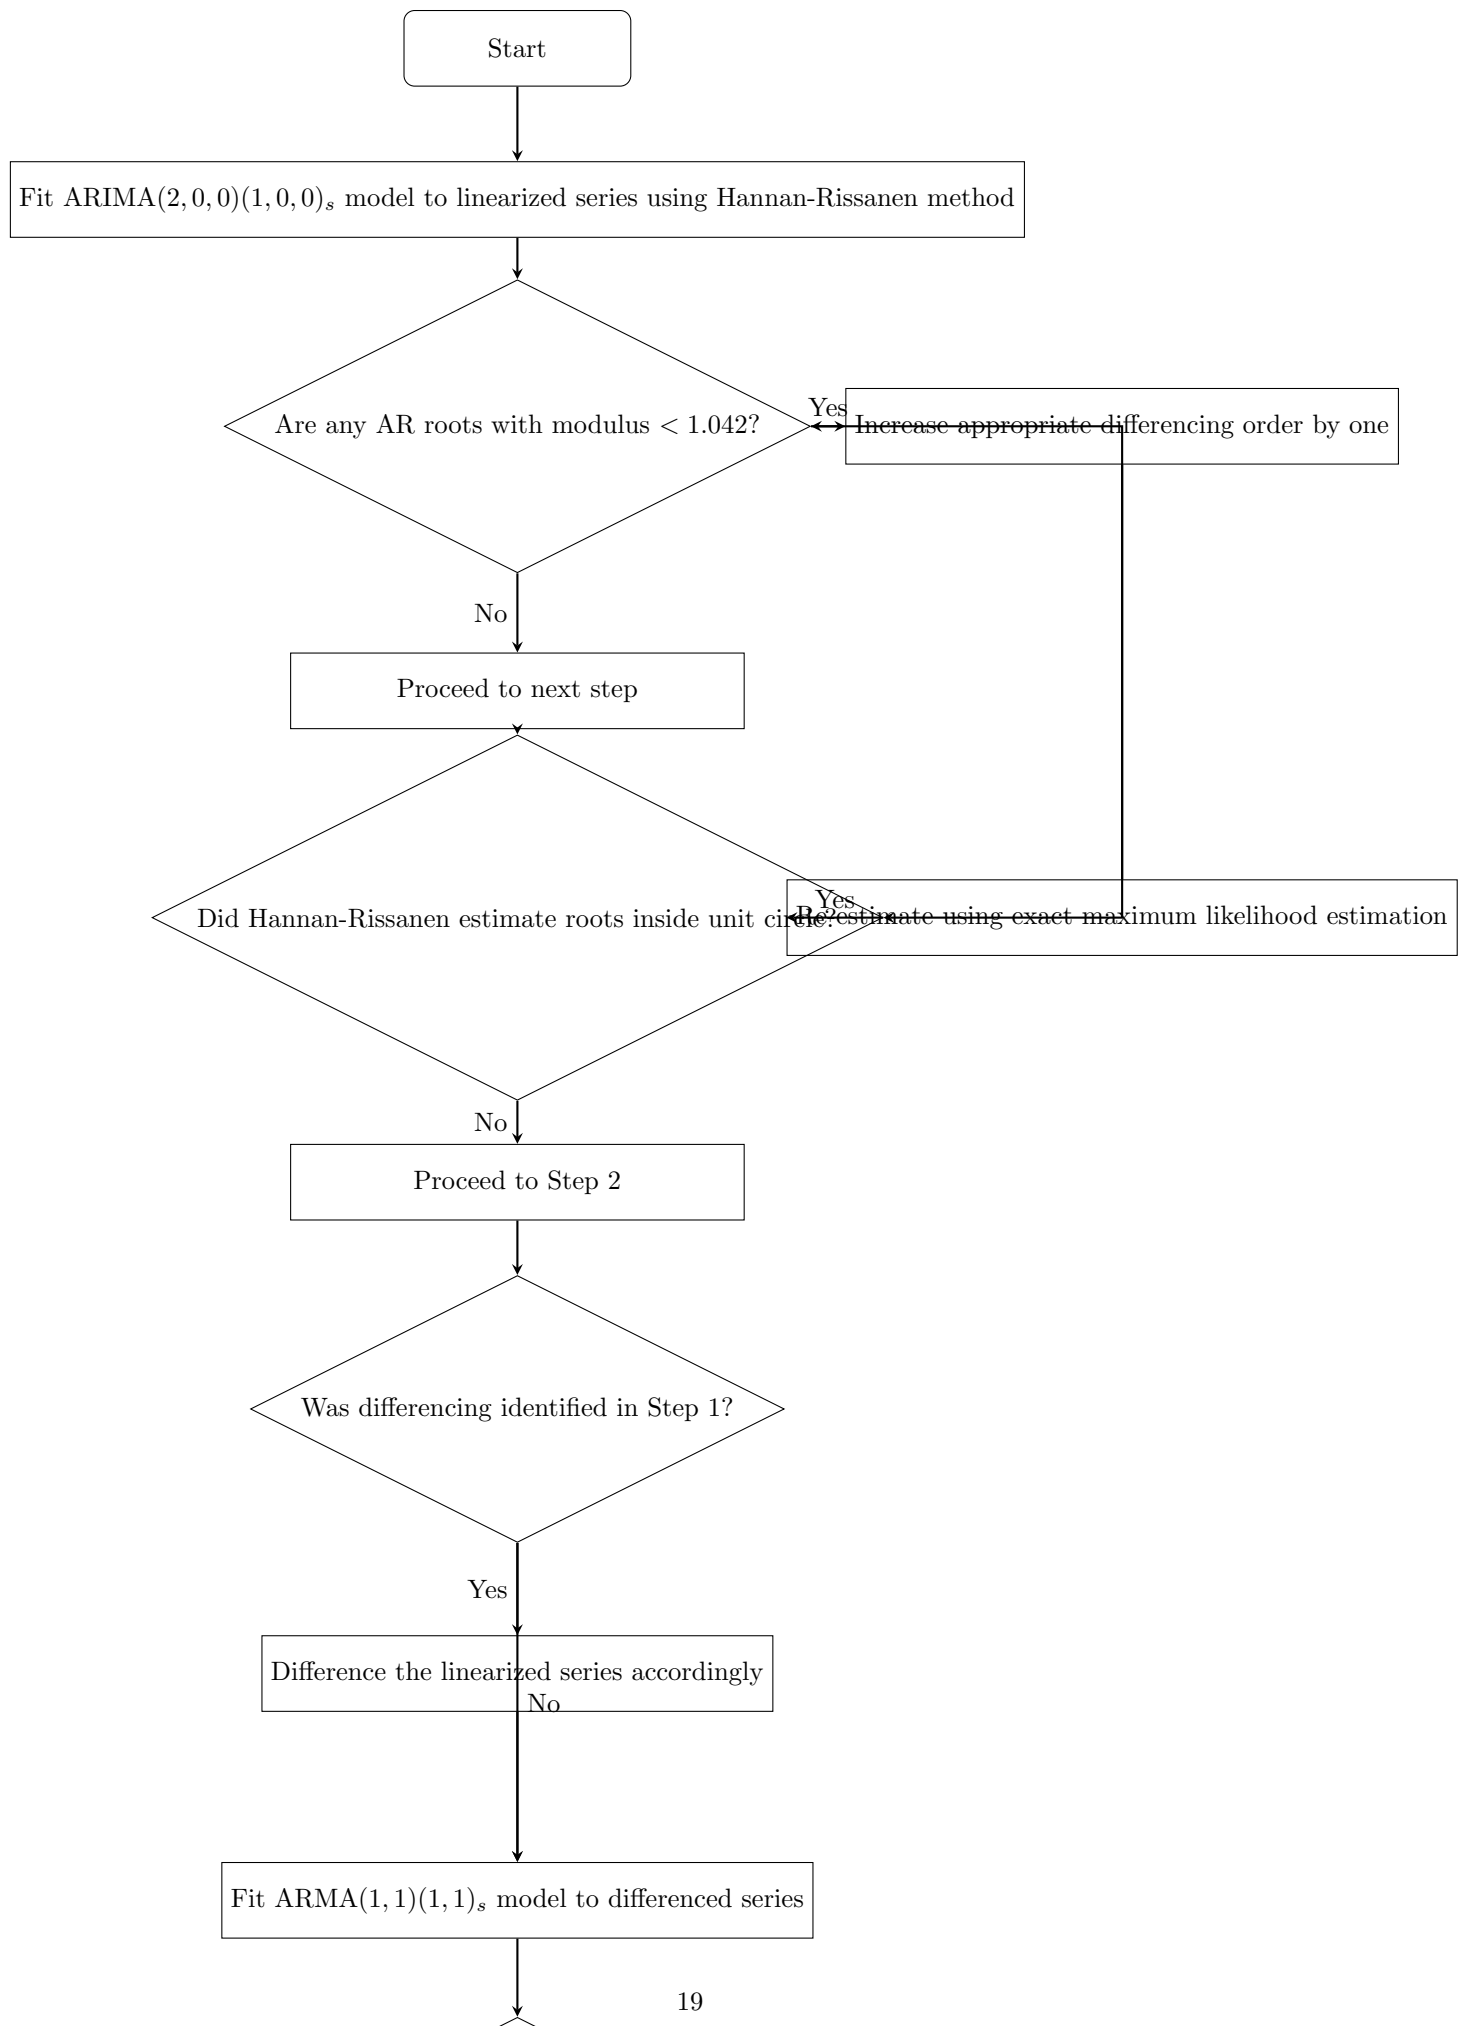 Start
Fit ARIMA(2, 0, 0)(1, 0, 0)ₛ model to linearized series using Hannan-Rissanen method
Are any AR roots with modulus < 1.042?
Yes
Increase appropriate differencing order by one
No
Proceed to next step
Did Hannan-Rissanen estimate roots inside unit circle?
Yes
Re-estimate using exact maximum likelihood estimation
No
Proceed to Step 2
Was differencing identified in Step 1?
Yes
Difference the linearized series accordingly
No
Fit ARMA(1, 1)(1, 1)ₛ model to differenced series
19